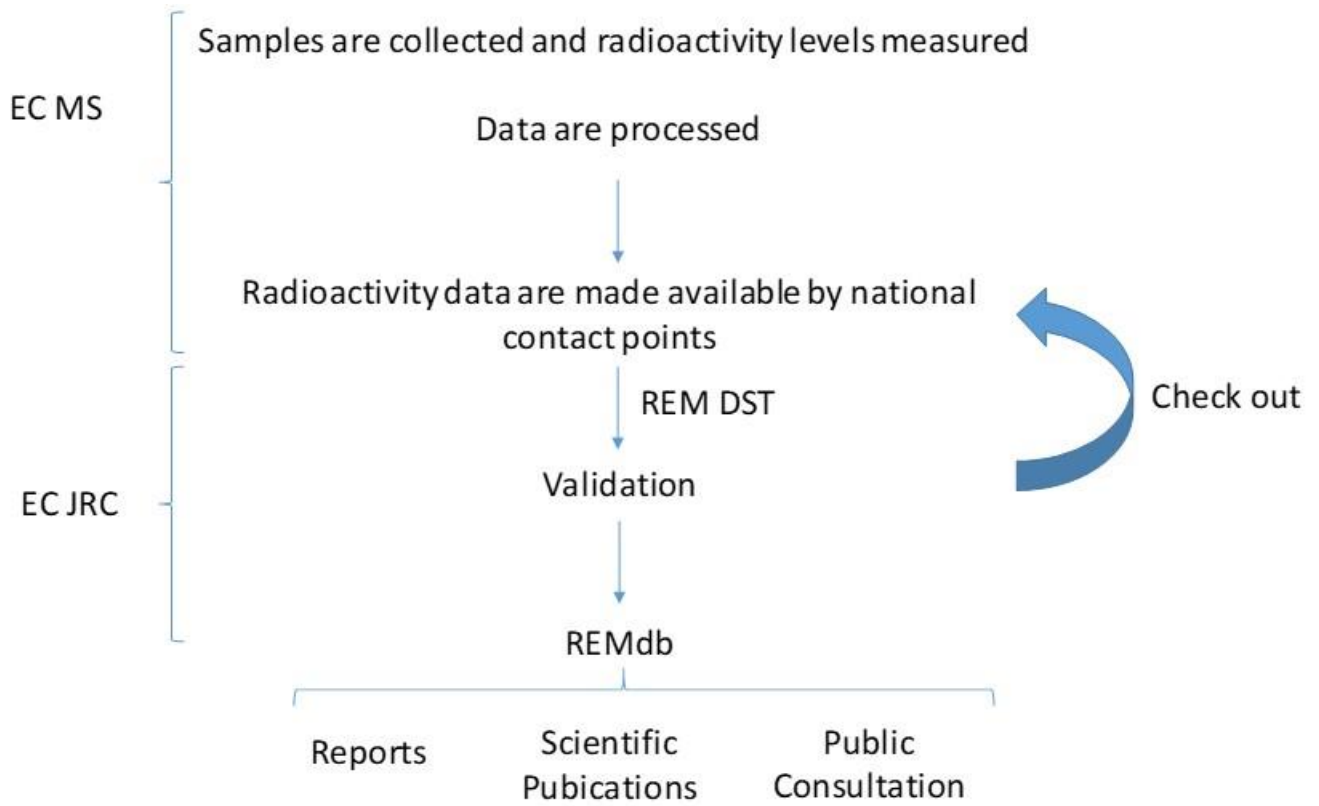 Samples are collected and radioactivity levels measured
EC MS
Data are processed
Radioactivity data are made available by national
contact points
REM DST
Check out
Validation
EC JRC
REMdb
Reports
Scientific
Pubications
Public
Consultation